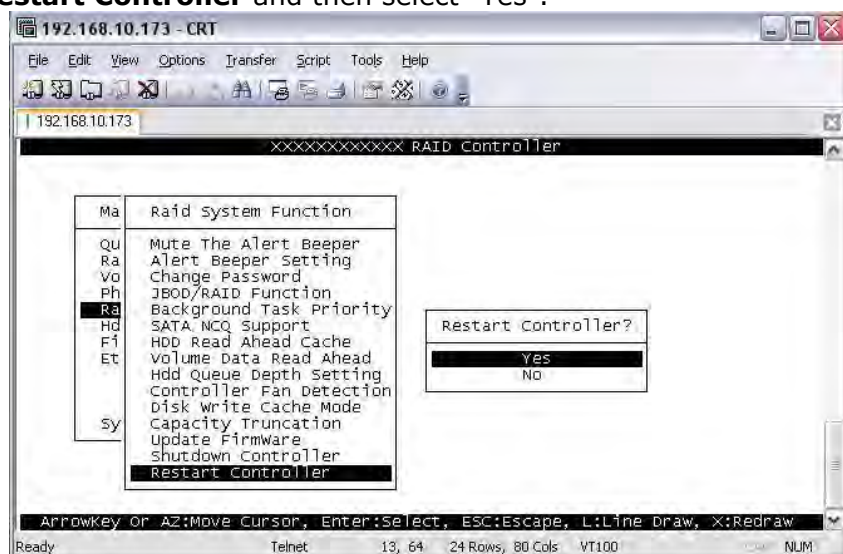 estart Controller and then select "Yes".
192.168.10.173 - CRT
File Edit View Options Transfer Script Tools Help
192.168.10.173
XXXXXXXXXXXX RAID Controller
Ma
Qu
Ra
Vo
Ph
Ra
Hd
Fi
Et
Sy
Raid System Function
Mute The Alert Beeper
Alert Beeper Setting
Change Password
JBOD/RAID Function
Background Task Priority
SATA NCQ Support
HDD Read Ahead Cache
Volume Data Read Ahead
Hdd Queue Depth Setting
Controller Fan Detection
Disk Write Cache Mode
Capacity Truncation
Update FirmWare
Shutdown Controller
Restart Controller
Restart Controller?
Yes
No
ArrowKey Or AZ:Move Cursor, Enter:Select, ESC:Escape, L:Line Draw, X:Redraw
Ready Telnet 13, 64 24 Rows, 80 Cols VT100 NUM